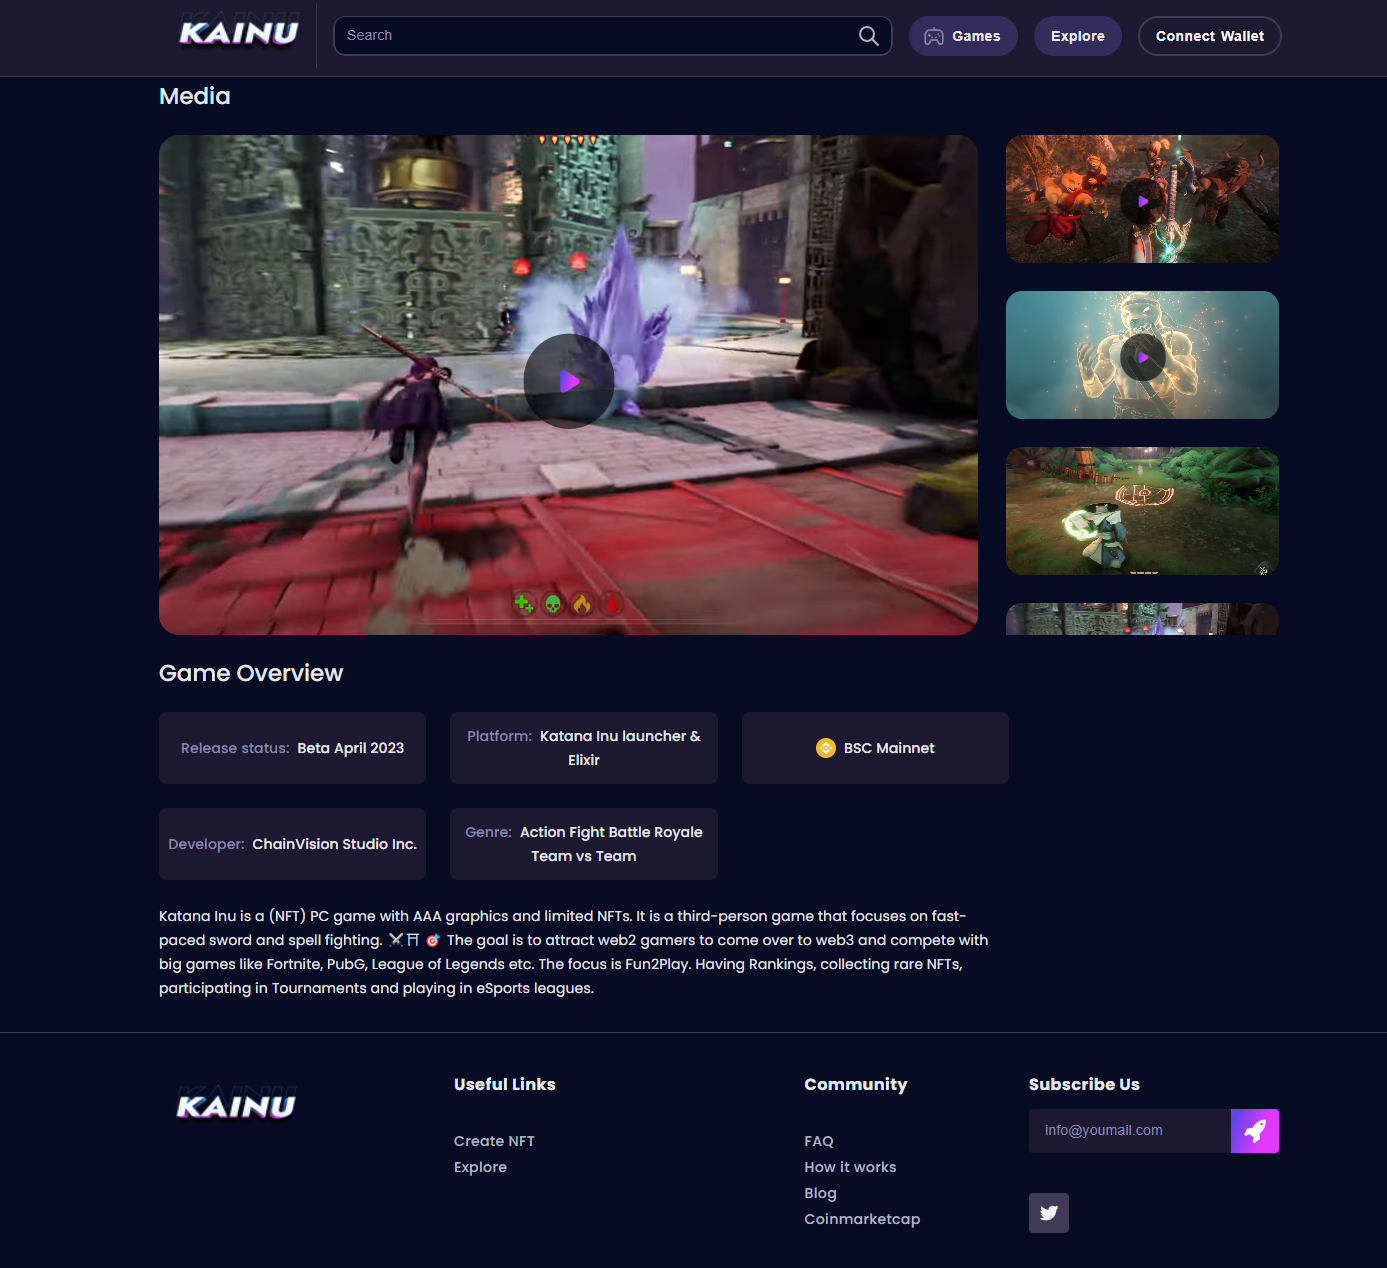 KAINU
Search
Games
Explore
Connect Wallet
Media
Game Overview
Release status: Beta April 2023
Platform: Katana Inu launcher &
Elixir
BSC Mainnet
Developer: ChainVision Studio Inc.
Genre: Action Fight Battle Royale
Team vs Team
Katana Inu is a (NFT) PC game with AAA graphics and limited NFTs. It is a third-person game that focuses on fast-
paced sword and spell fighting. ⚔️⛩️ 🎯 The goal is to attract web2 gamers to come over to web3 and compete with
big games like Fortnite, PubG, League of Legends etc. The focus is Fun2Play. Having Rankings, collecting rare NFTs,
participating in Tournaments and playing in eSports leagues.
KAINU
Useful Links
Create NFT
Explore
Community
FAQ
How it works
Blog
Coinmarketcap
Subscribe Us
info@youmail.com